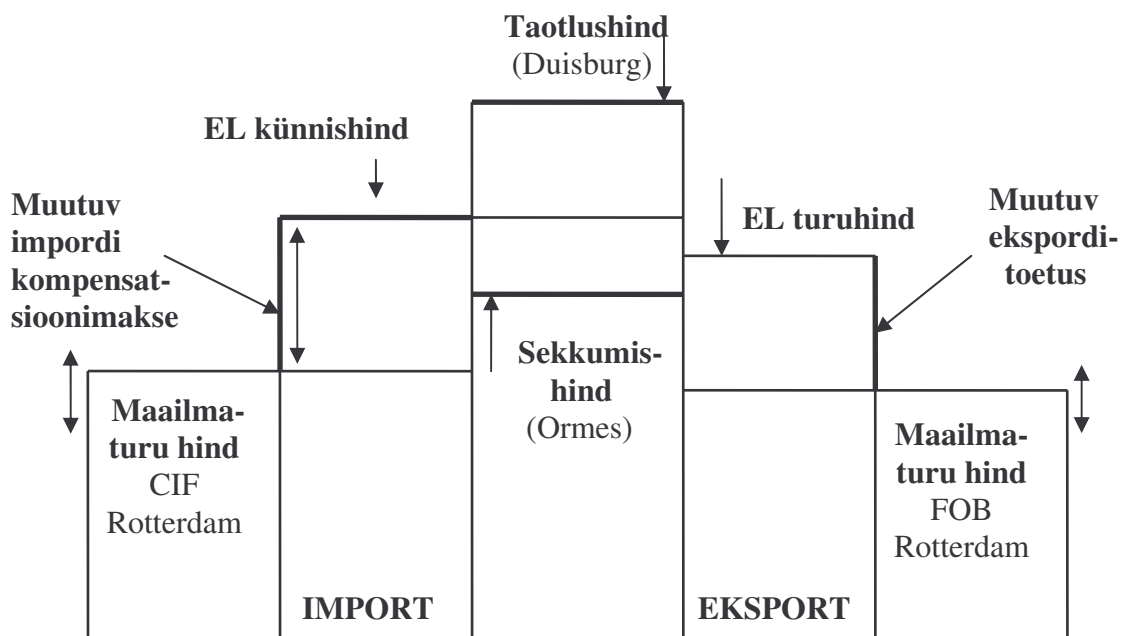 Taotlushind
(Duisburg)
EL künnishind
Muutuv
impordi
kompensat-
sioonimakse
EL turuhind
Muutuv
ekspordi-
toetus
Sekkumis-
hind
(Ormes)
Maailma-
turu hind
CIF
Rotterdam
Maailma-
turu hind
FOB
Rotterdam
IMPORT
EKSPORT